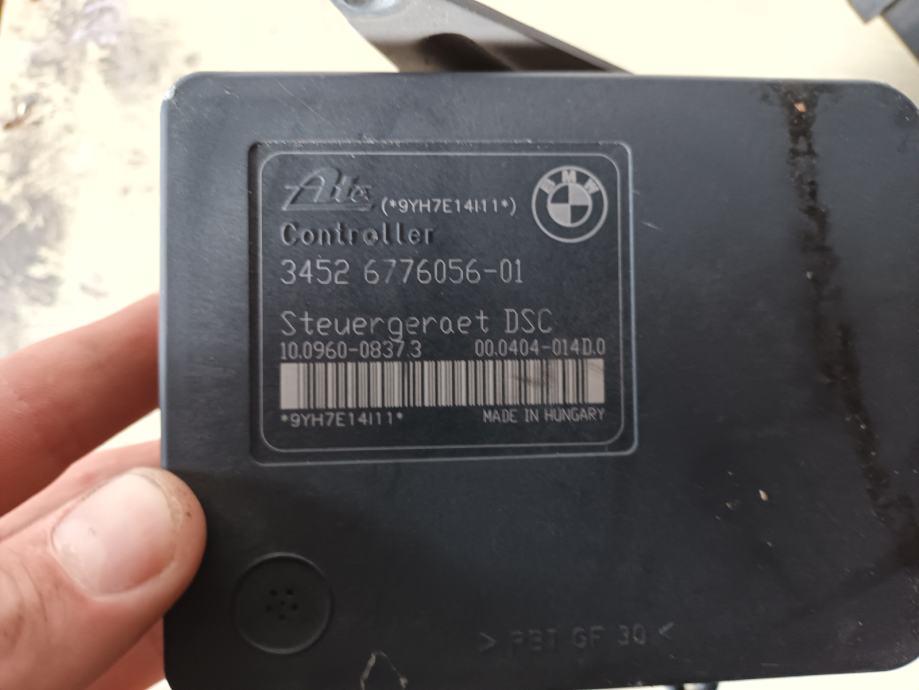 Ate (*9YH7E14I11*) BMW
Controller
3452 6776056-01
Steuergeraet DSC
10.0960-0837.3 00.0404-014D.0
*9YH7E14I11* MADE IN HUNGARY
> PBT GF 30 <